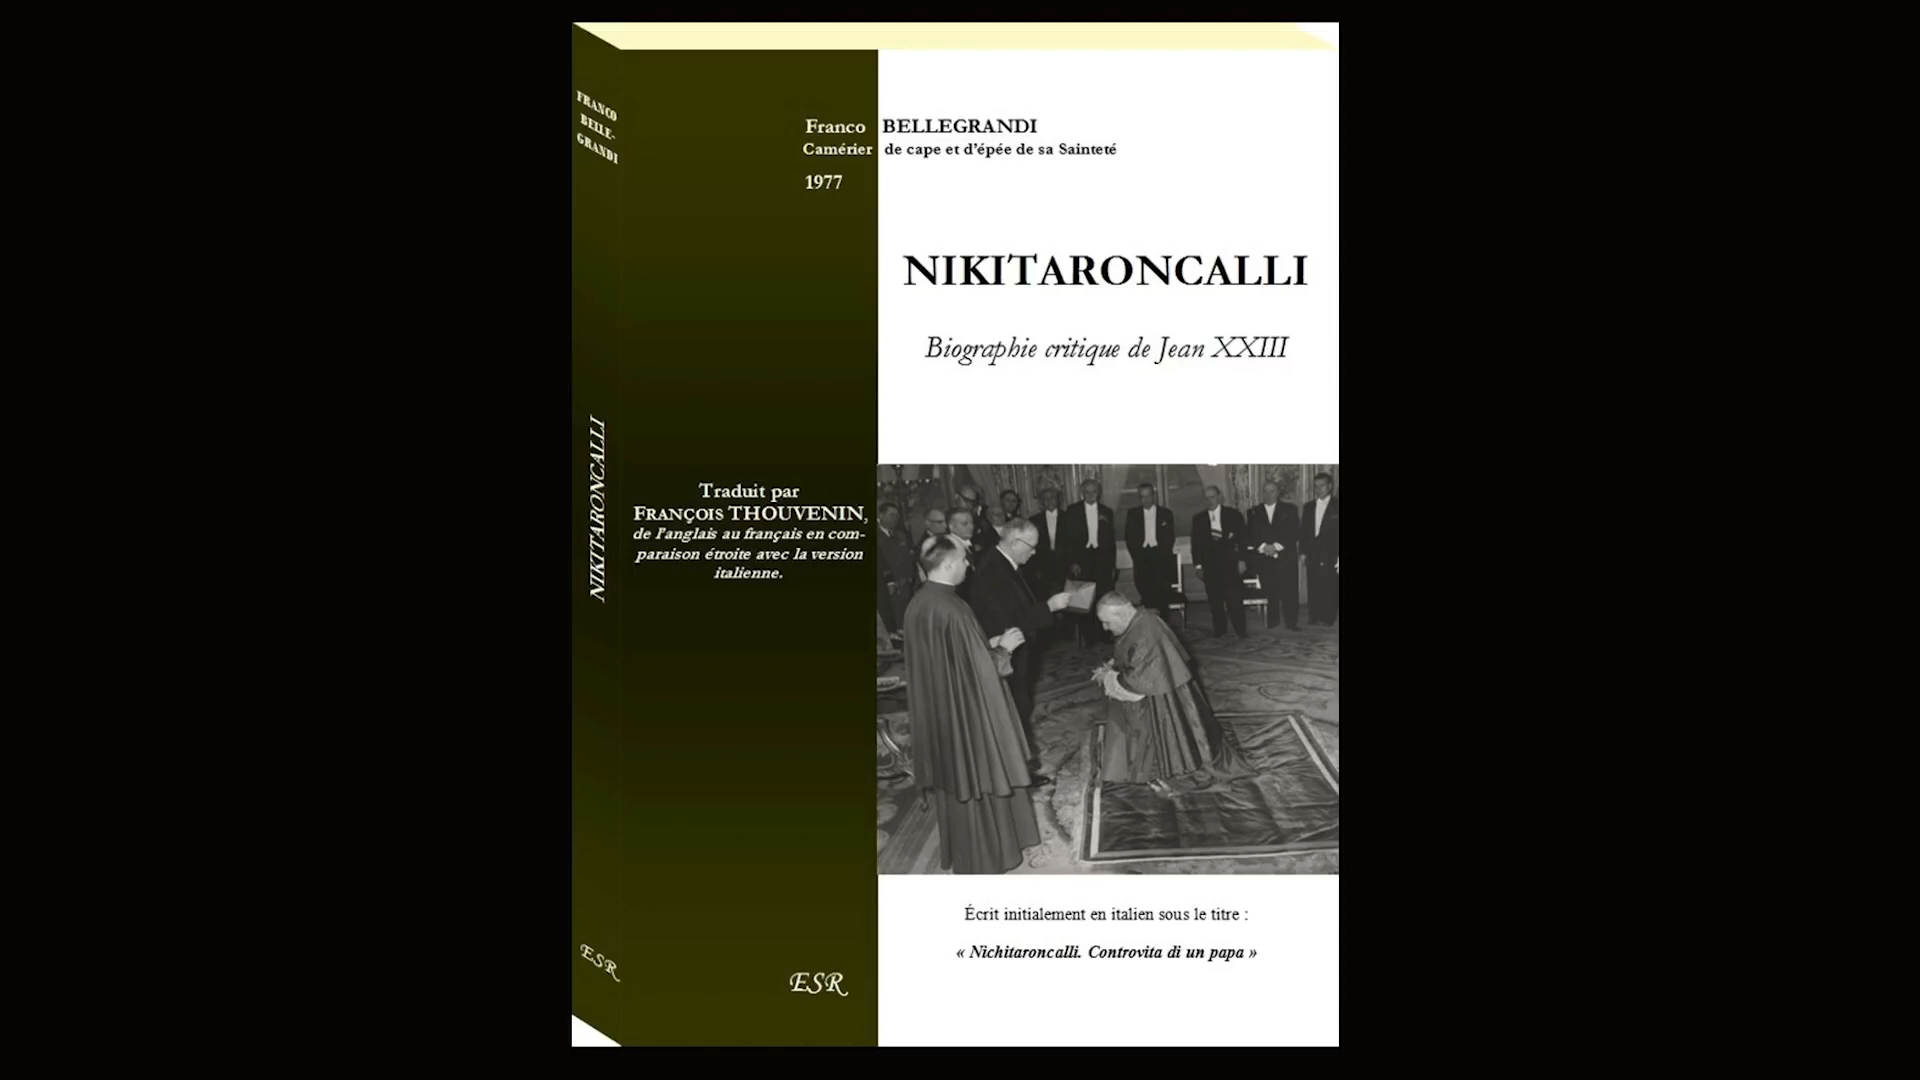 FRANCO
BELLE-
GRANDI
NIKITARONCALLI
ESR
Franco BELLEGRANDI
Camérier de cape et d'épée de sa Sainteté
1977
NIKITARONCALLI
Biographie critique de Jean XXIII
Traduit par
FRANÇOIS THOUVENIN,
de l'anglais au français en com-
paraison étroite avec la version
italienne.
Écrit initialement en italien sous le titre :
« Nichitaroncalli. Controvita di un papa »
ESR